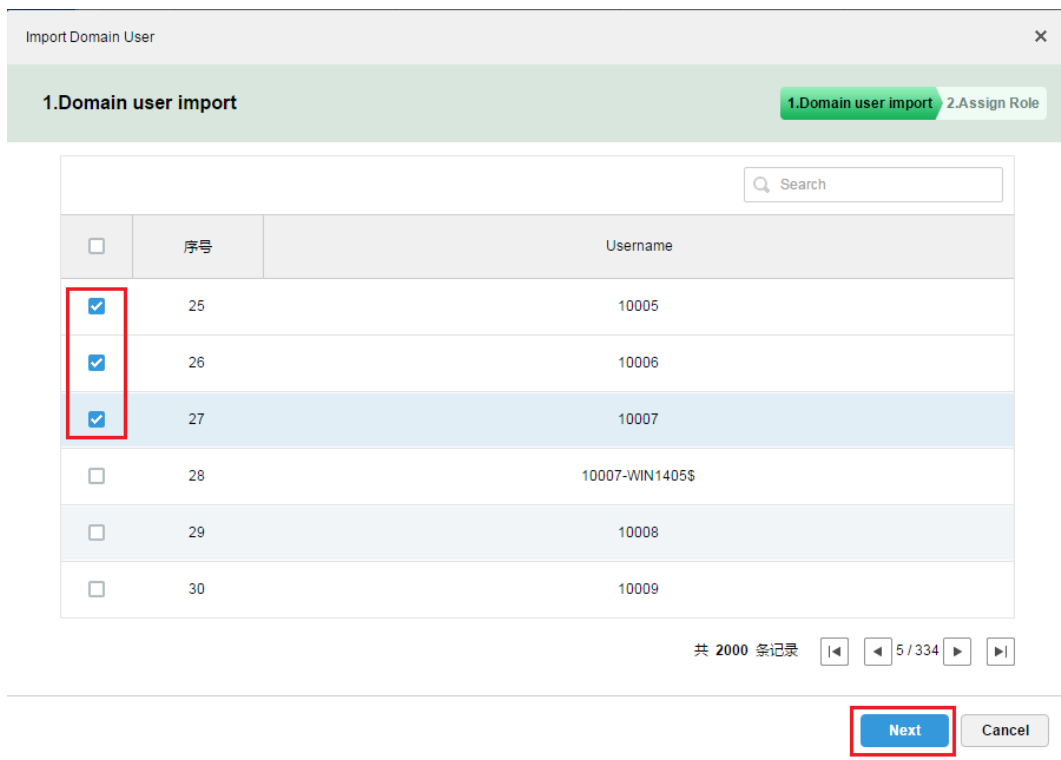 Import Domain User
1.Domain user import
1.Domain user import 2.Assign Role
Search
序号 Username
25 10005
26 10006
27 10007
28 10007-WIN1405$
29 10008
30 10009
共 2000 条记录 5 / 334
Next Cancel